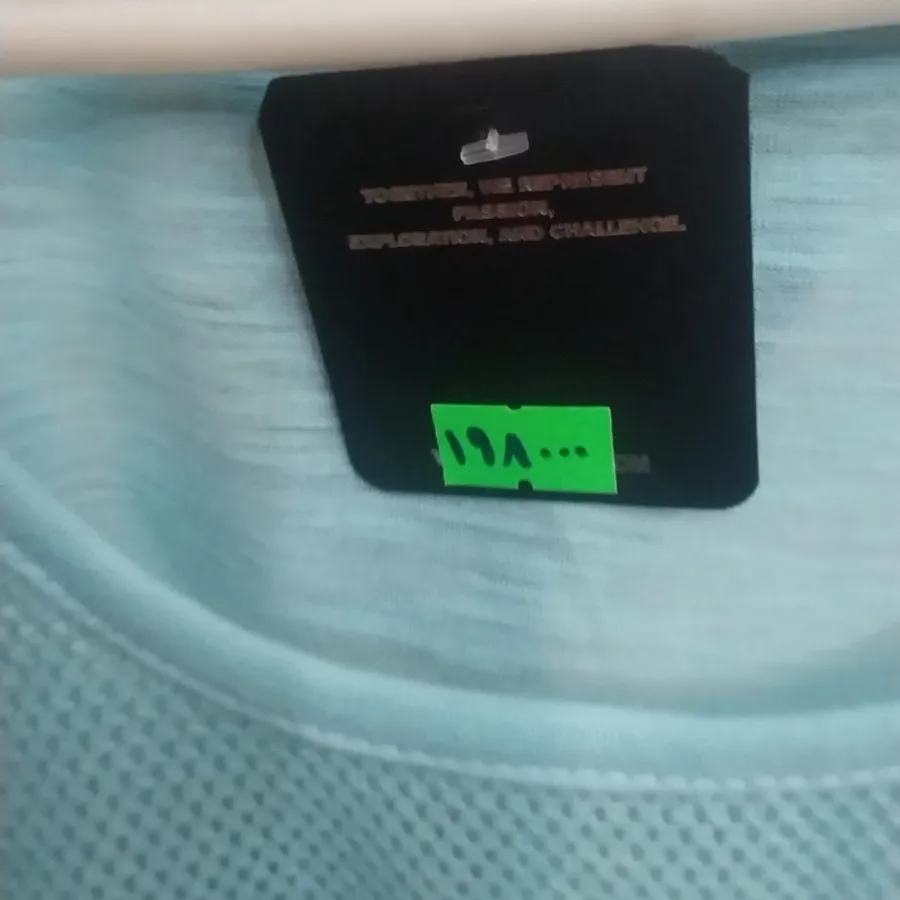 TOGETHER, WE REPRESENT
PASSION,
EXPLORATION, AND CHALLENGE.
۱۹۸۰۰۰